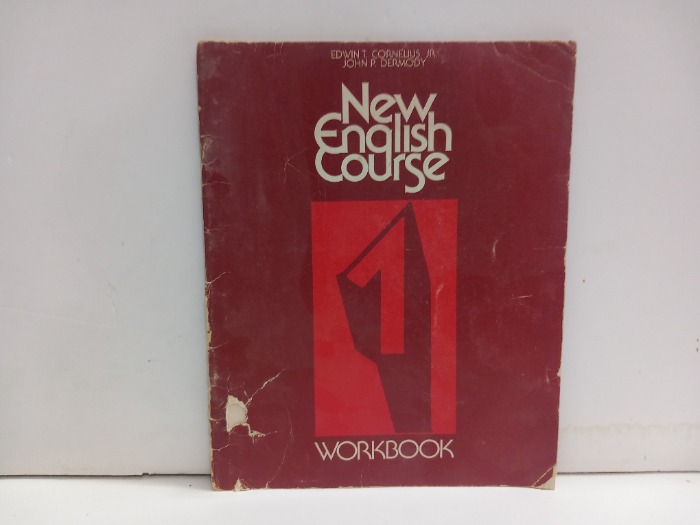 EDWIN T. CORNELIUS, JR.
JOHN P. DERMODY
New
English
Course
1
WORKBOOK